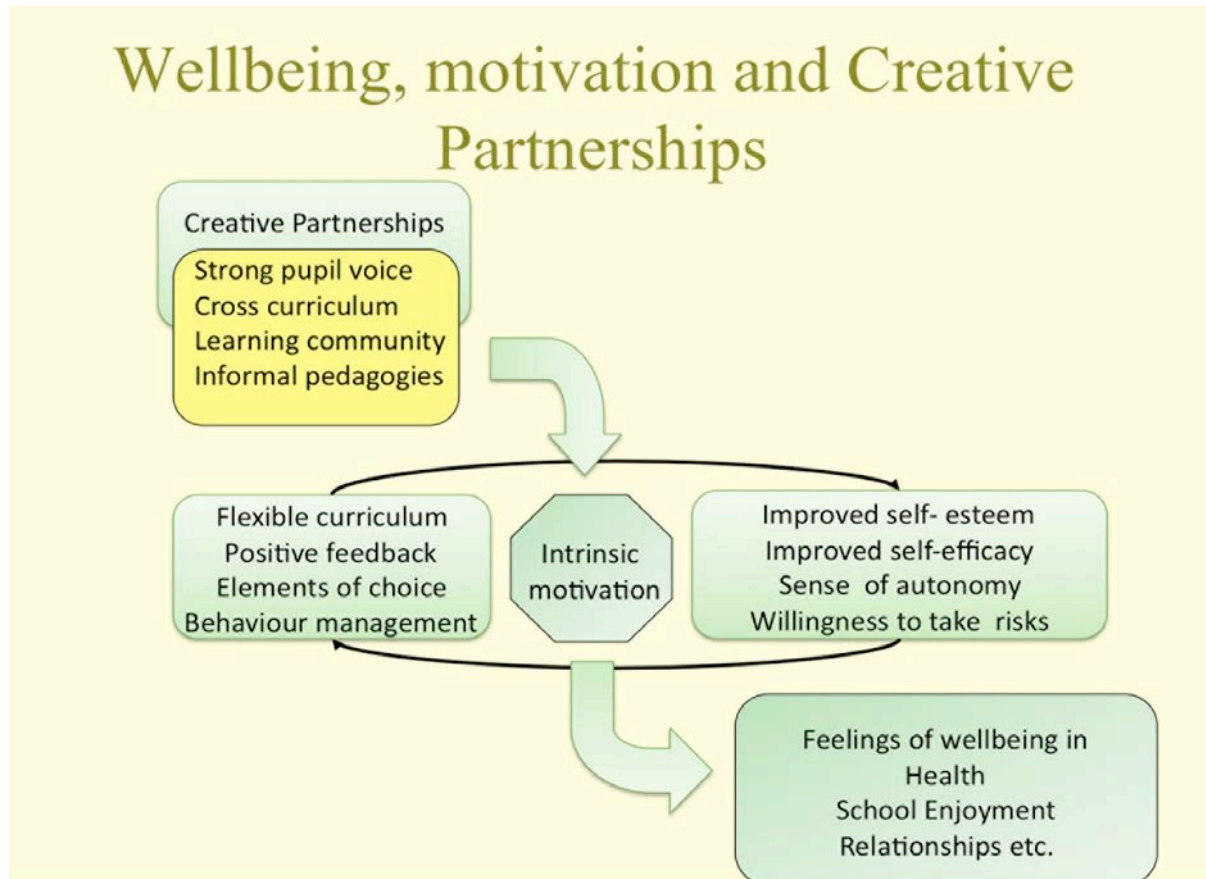 Wellbeing, motivation and Creative
Partnerships
Creative Partnerships
Strong pupil voice
Cross curriculum
Learning community
Informal pedagogies
Flexible curriculum
Positive feedback
Elements of choice
Behaviour management
Intrinsic
motivation
Improved self- esteem
Improved self-efficacy
Sense of autonomy
Willingness to take risks
Feelings of wellbeing in
Health
School Enjoyment
Relationships etc.